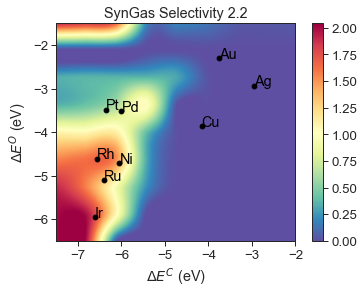 SynGas Selectivity 2.2
ΔE^O (eV)
−2
−3
−4
−5
−6
Au
Ag
Pt
Pd
Cu
Rh
Ni
Ru
Ir
−7
−6
−5
−4
−3
−2
ΔE^C (eV)
2.00
1.75
1.50
1.25
1.00
0.75
0.50
0.25
0.00